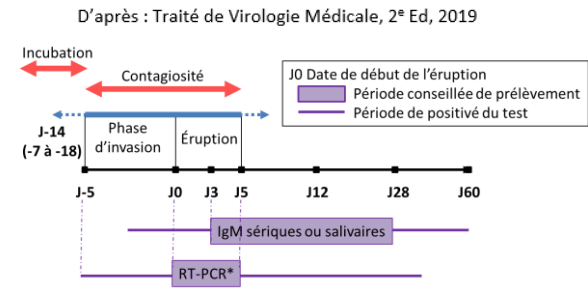 D'après : Traité de Virologie Médicale, 2e Ed, 2019
Incubation
Contagiosité
J0 Date de début de l'éruption
Période conseillée de prélèvement
Période de positivé du test
J-14
(-7 à -18)
Phase
d'invasion
Éruption
J-5 J0 J3 J5 J12 J28 J60
IgM sériques ou salivaires
RT-PCR*